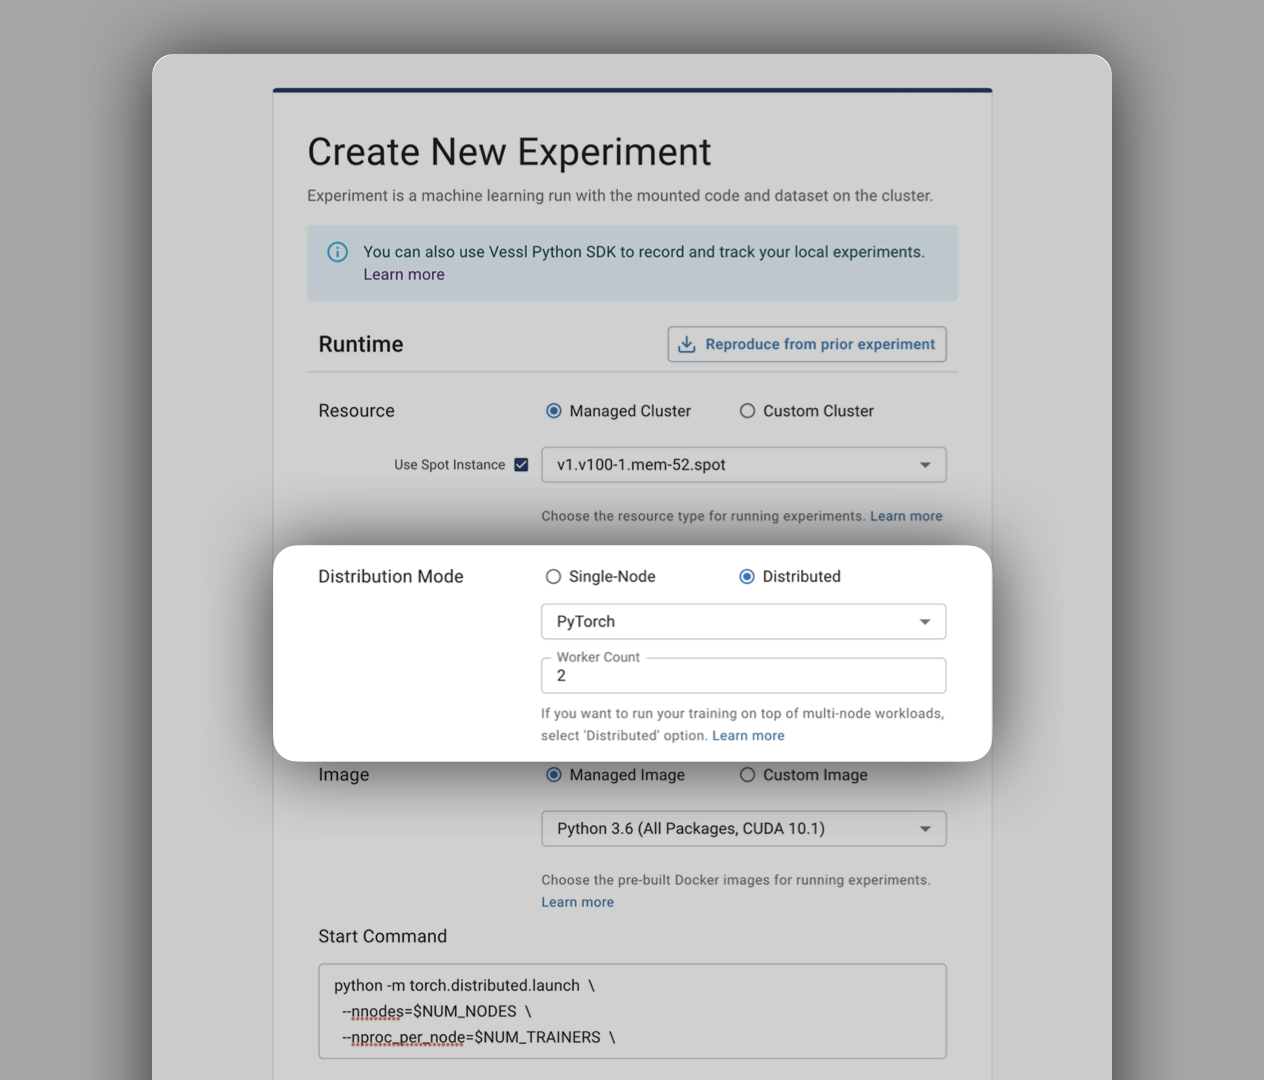 Create New Experiment
Experiment is a machine learning run with the mounted code and dataset on the cluster.
You can also use Vessl Python SDK to record and track your local experiments.
Learn more
Runtime
Reproduce from prior experiment
Resource
Managed Cluster
Custom Cluster
Use Spot Instance
v1.v100-1.mem-52.spot
Choose the resource type for running experiments. Learn more
Distribution Mode
Single-Node
Distributed
PyTorch
Worker Count
2
If you want to run your training on top of multi-node workloads,
select 'Distributed' option. Learn more
Image
Managed Image
Custom Image
Python 3.6 (All Packages, CUDA 10.1)
Choose the pre-built Docker images for running experiments.
Learn more
Start Command
python -m torch.distributed.launch \
--nnodes=$NUM_NODES \
--nproc_per_node=$NUM_TRAINERS \